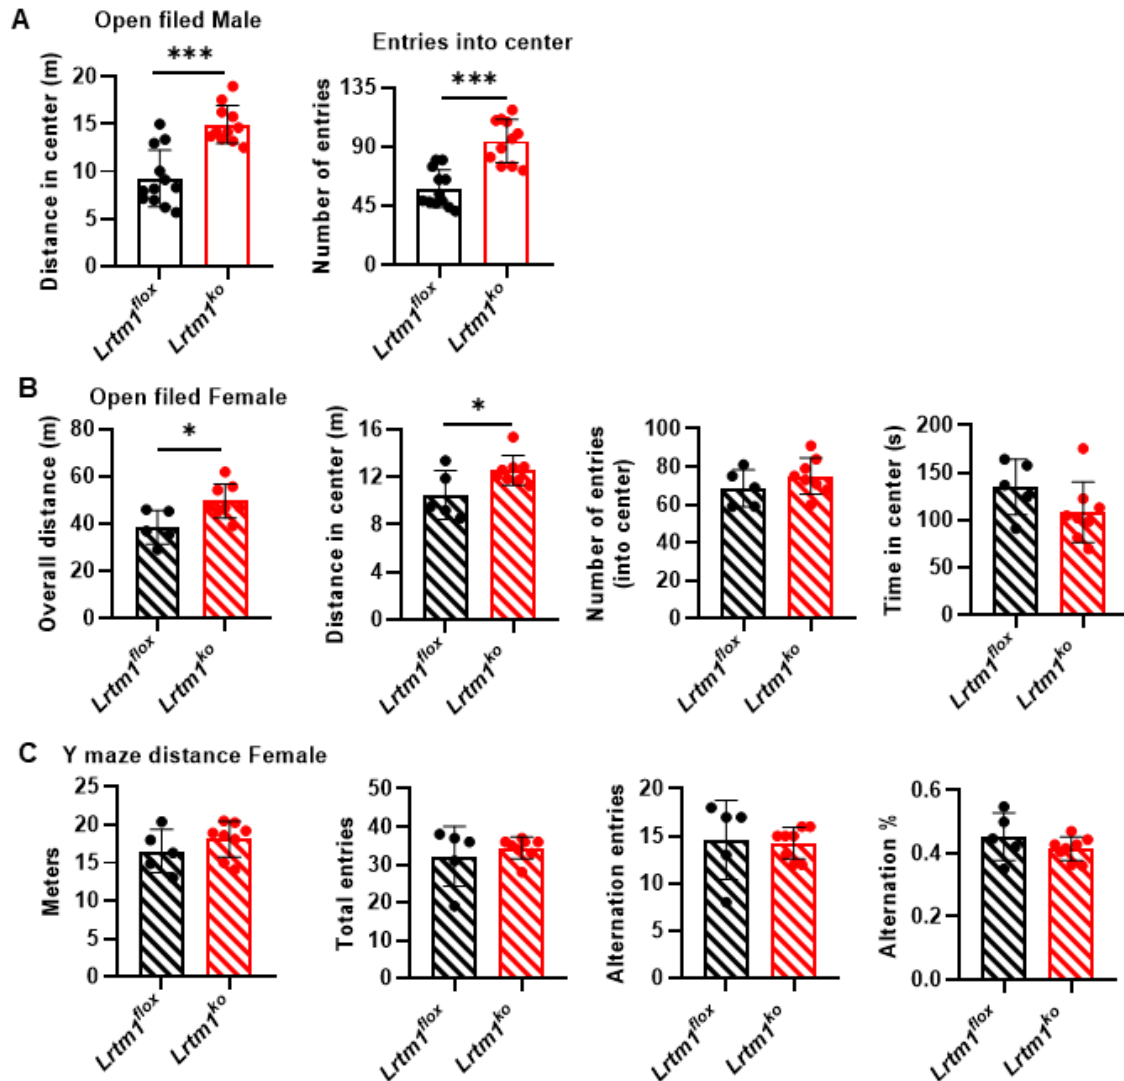 A
Open filed Male
Distance in center (m)
20
15
10
5
0
***
Lrtm1flox
Lrtm1ko
Entries into center
Number of entries
135
90
45
0
***
Lrtm1flox
Lrtm1ko
B
Open filed Female
Overall distance (m)
80
60
40
20
0
*
Lrtm1flox
Lrtm1ko
Distance in center (m)
16
12
8
4
0
*
Lrtm1flox
Lrtm1ko
Number of entries
(into center)
100
80
60
40
20
0
Lrtm1flox
Lrtm1ko
Time in center (s)
200
150
100
50
0
Lrtm1flox
Lrtm1ko
C
Y maze distance Female
Meters
25
20
15
10
5
0
Lrtm1flox
Lrtm1ko
Total entries
50
40
30
20
10
0
Lrtm1flox
Lrtm1ko
Alternation entries
20
15
10
5
0
Lrtm1flox
Lrtm1ko
Alternation %
0.6
0.4
0.2
0.0
Lrtm1flox
Lrtm1ko